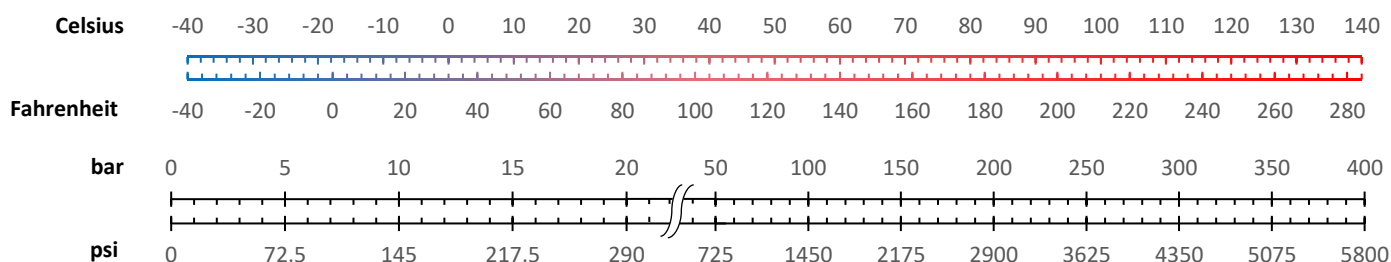 Celsius -40 -30 -20 -10 0 10 20 30 40 50 60 70 80 90 100 110 120 130 140
Fahrenheit -40 -20 0 20 40 60 80 100 120 140 160 180 200 220 240 260 280
bar 0 5 10 15 20 50 100 150 200 250 300 350 400
psi 0 72.5 145 217.5 290 725 1450 2175 2900 3625 4350 5075 5800